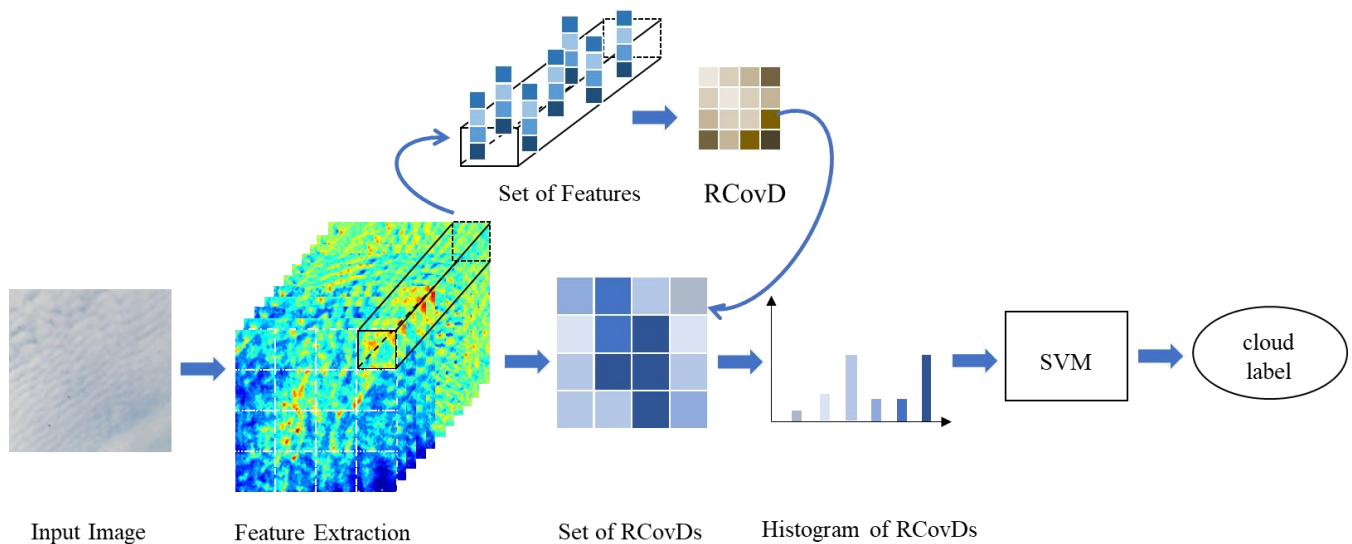 Set of Features
RCovD
SVM
cloud
label
Input Image
Feature Extraction
Set of RCovDs
Histogram of RCovDs